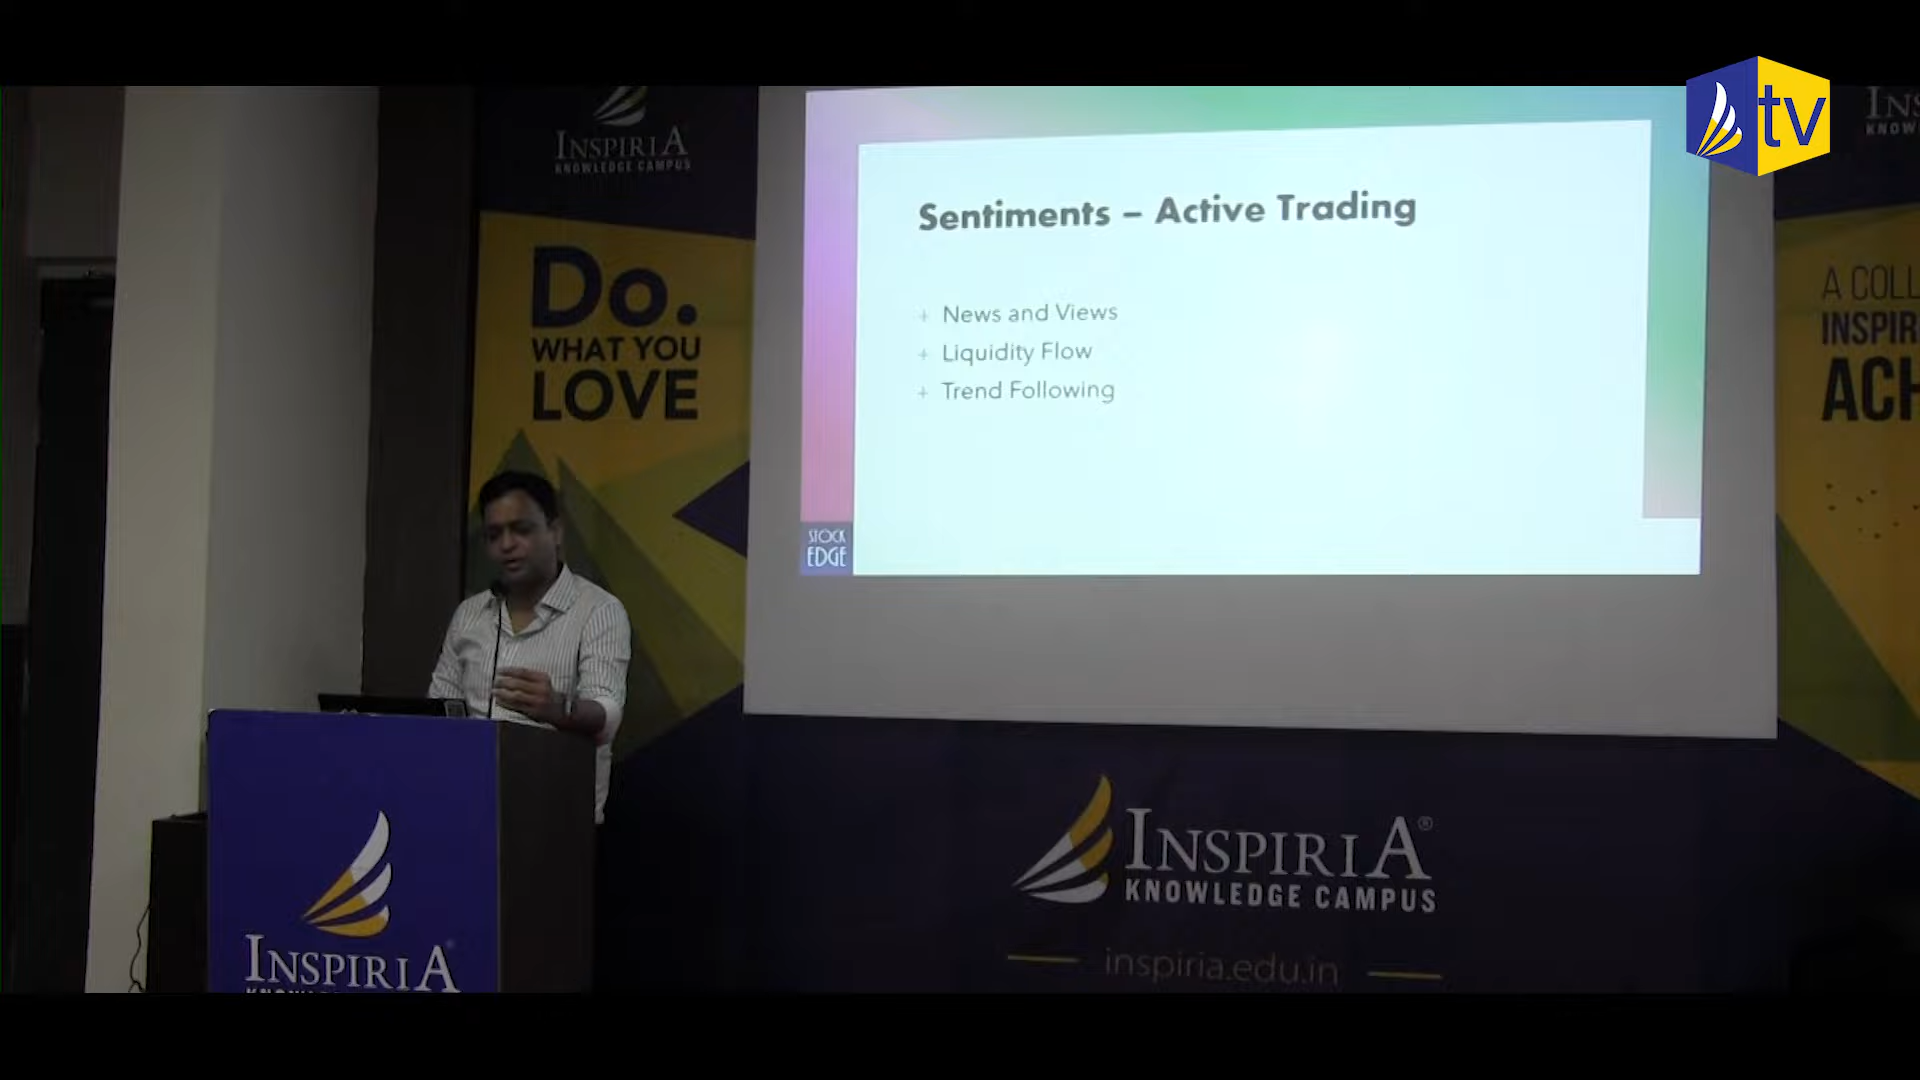 tv
INSPIRIA
KNOWLEDGE CAMPUS
Do.
WHAT YOU
LOVE
Sentiments – Active Trading
+ News and Views
+ Liquidity Flow
+ Trend Following
STOCK
EDGE
A COLL
INSPIR
ACH
INS
KNOW
INSPIRIA®
KNOWLEDGE CAMPUS
inspiria.edu.in
INSPIRIA